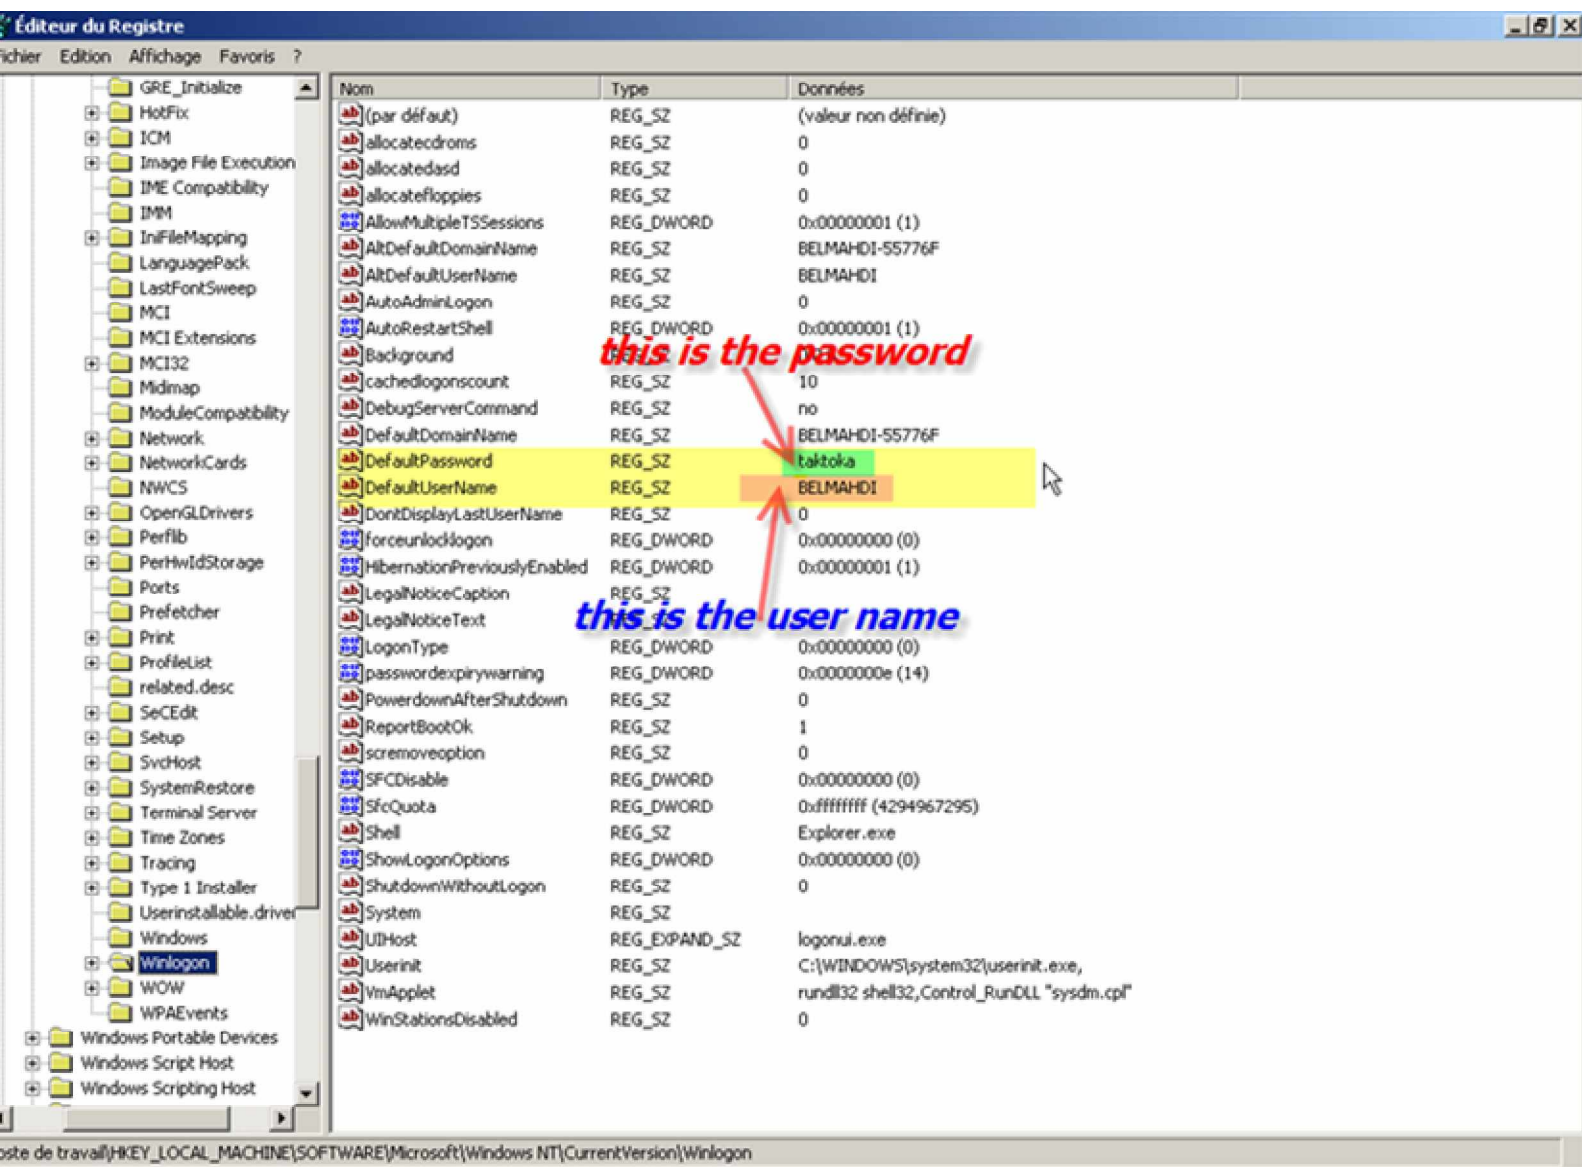 Éditeur du Registre
ichier Edition Affichage Favoris ?
GRE_Initialize
HotFix
ICM
Image File Execution
IME Compatibility
IMM
IniFileMapping
LanguagePack
LastFontSweep
MCI
MCI Extensions
MCI32
Midimap
ModuleCompatibility
Network
NetworkCards
NWCS
OpenGLDrivers
Perflib
PerHwIdStorage
Ports
Prefetcher
Print
ProfileList
related.desc
SeCEdit
Setup
SvcHost
SystemRestore
Terminal Server
Time Zones
Tracing
Type 1 Installer
Userinstallable.driver
Windows
Winlogon
WOW
WPAEvents
Windows Portable Devices
Windows Script Host
Windows Scripting Host
Nom Type Données
(par défaut) REG_SZ (valeur non définie)
allocatecdroms REG_SZ 0
allocatedasd REG_SZ 0
allocatefloppies REG_SZ 0
AllowMultipleTSSessions REG_DWORD 0x00000001 (1)
AltDefaultDomainName REG_SZ BELMAHDI-55776F
AltDefaultUserName REG_SZ BELMAHDI
AutoAdminLogon REG_SZ 0
AutoRestartShell REG_DWORD 0x00000001 (1)
this is the password
Background
cachedlogonscount REG_SZ 10
DebugServerCommand REG_SZ no
DefaultDomainName REG_SZ BELMAHDI-55776F
DefaultPassword REG_SZ taktoka
DefaultUserName REG_SZ BELMAHDI
DontDisplayLastUserName REG_SZ 0
forceunlocklogon REG_DWORD 0x00000000 (0)
HibernationPreviouslyEnabled REG_DWORD 0x00000001 (1)
LegalNoticeCaption REG_SZ
LegalNoticeText
this is the user name
LogonType REG_DWORD 0x00000000 (0)
passwordexpirywarning REG_DWORD 0x0000000e (14)
PowerdownAfterShutdown REG_SZ 0
ReportBootOk REG_SZ 1
scremoveoption REG_SZ 0
SFCDisable REG_DWORD 0x00000000 (0)
SfcQuota REG_DWORD 0xffffffff (4294967295)
Shell REG_SZ Explorer.exe
ShowLogonOptions REG_DWORD 0x00000000 (0)
ShutdownWithoutLogon REG_SZ 0
System REG_SZ
UIHost REG_EXPAND_SZ logonui.exe
Userinit REG_SZ C:\WINDOWS\system32\userinit.exe,
VmApplet REG_SZ rundll32 shell32,Control_RunDLL "sysdm.cpl"
WinStationsDisabled REG_SZ 0
oste de travail\HKEY_LOCAL_MACHINE\SOFTWARE\Microsoft\Windows NT\CurrentVersion\Winlogon